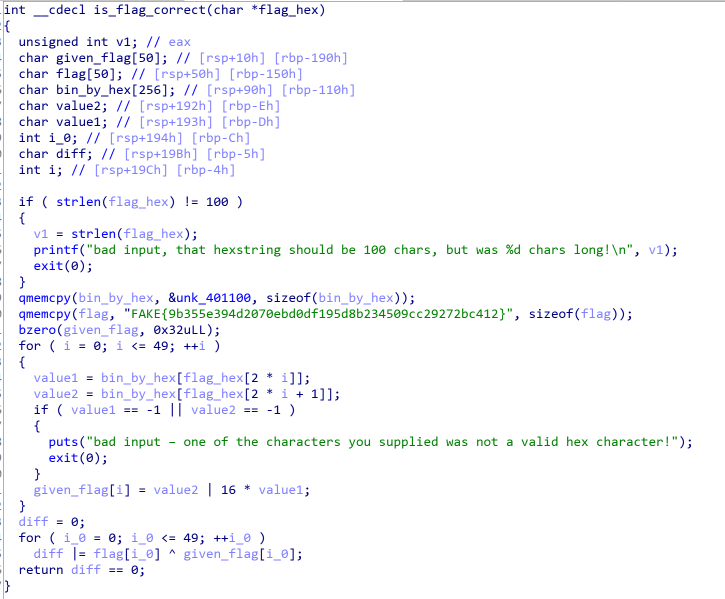 int __cdecl is_flag_correct(char *flag_hex)
{
  unsigned int v1; // eax
  char given_flag[50]; // [rsp+10h] [rbp-190h]
  char flag[50]; // [rsp+50h] [rbp-150h]
  char bin_by_hex[256]; // [rsp+90h] [rbp-110h]
  char value2; // [rsp+192h] [rbp-Eh]
  char value1; // [rsp+193h] [rbp-Dh]
  int i_0; // [rsp+194h] [rbp-Ch]
  char diff; // [rsp+19Bh] [rbp-5h]
  int i; // [rsp+19Ch] [rbp-4h]

  if ( strlen(flag_hex) != 100 )
  {
    v1 = strlen(flag_hex);
    printf("bad input, that hexstring should be 100 chars, but was %d chars long!\n", v1);
    exit(0);
  }
  qmemcpy(bin_by_hex, &unk_401100, sizeof(bin_by_hex));
  qmemcpy(flag, "FAKE{9b355e394d2070ebd0df195d8b234509cc29272bc412}", sizeof(flag));
  bzero(given_flag, 0x32uLL);
  for ( i = 0; i <= 49; ++i )
  {
    value1 = bin_by_hex[flag_hex[2 * i]];
    value2 = bin_by_hex[flag_hex[2 * i + 1]];
    if ( value1 == -1 || value2 == -1 )
    {
      puts("bad input – one of the characters you supplied was not a valid hex character!");
      exit(0);
    }
    given_flag[i] = value2 | 16 * value1;
  }
  diff = 0;
  for ( i_0 = 0; i_0 <= 49; ++i_0 )
    diff |= flag[i_0] ^ given_flag[i_0];
  return diff == 0;
}